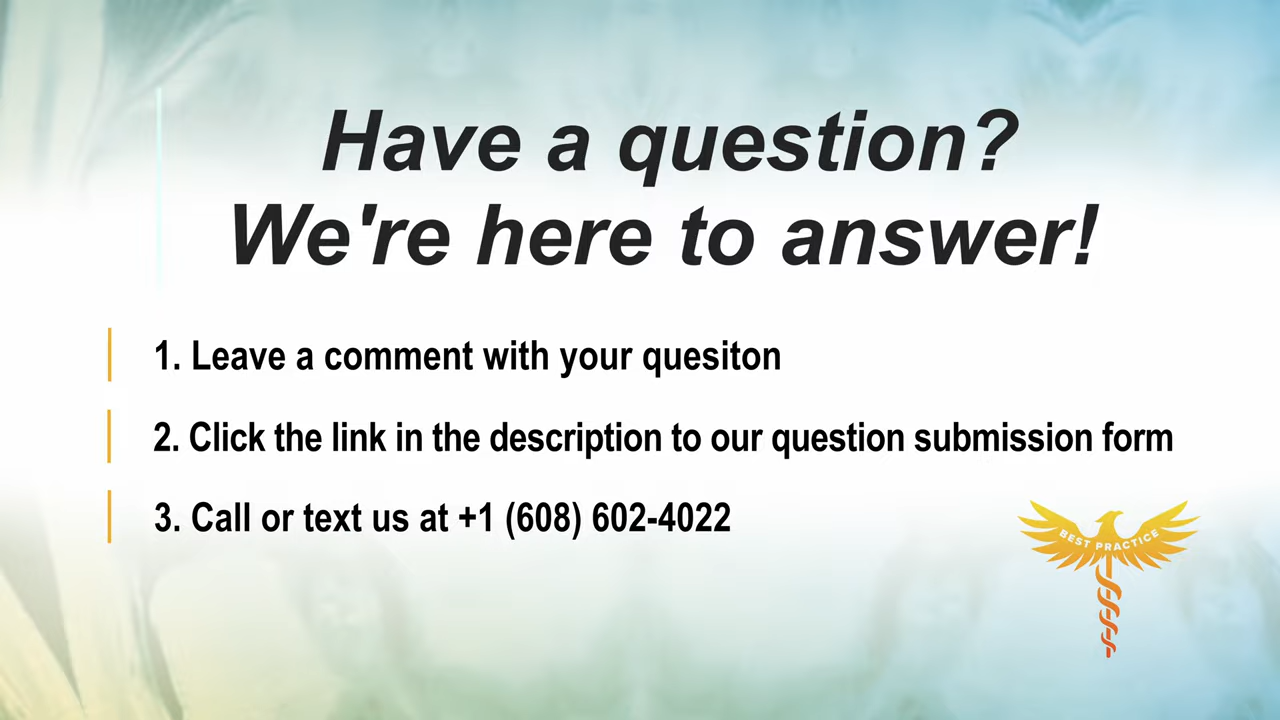 Have a question?
We're here to answer!
1. Leave a comment with your quesiton
2. Click the link in the description to our question submission form
3. Call or text us at +1 (608) 602-4022
BEST PRACTICE